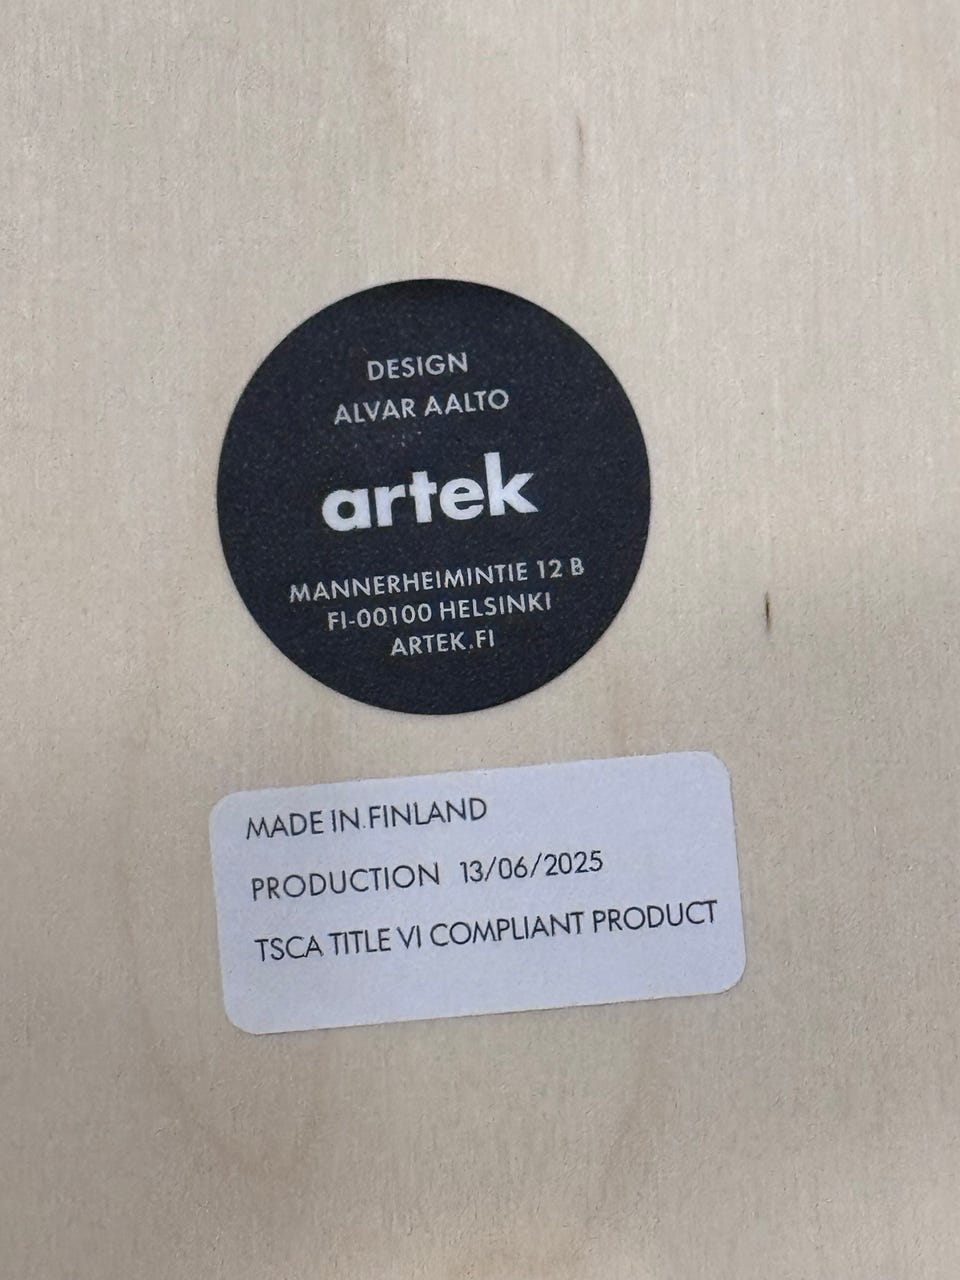 DESIGN
ALVAR AALTO
artek
MANNERHEIMINTIE 12 B
FI-00100 HELSINKI
ARTEK.FI
MADE IN FINLAND
PRODUCTION 13/06/2025
TSCA TITLE VI COMPLIANT PRODUCT